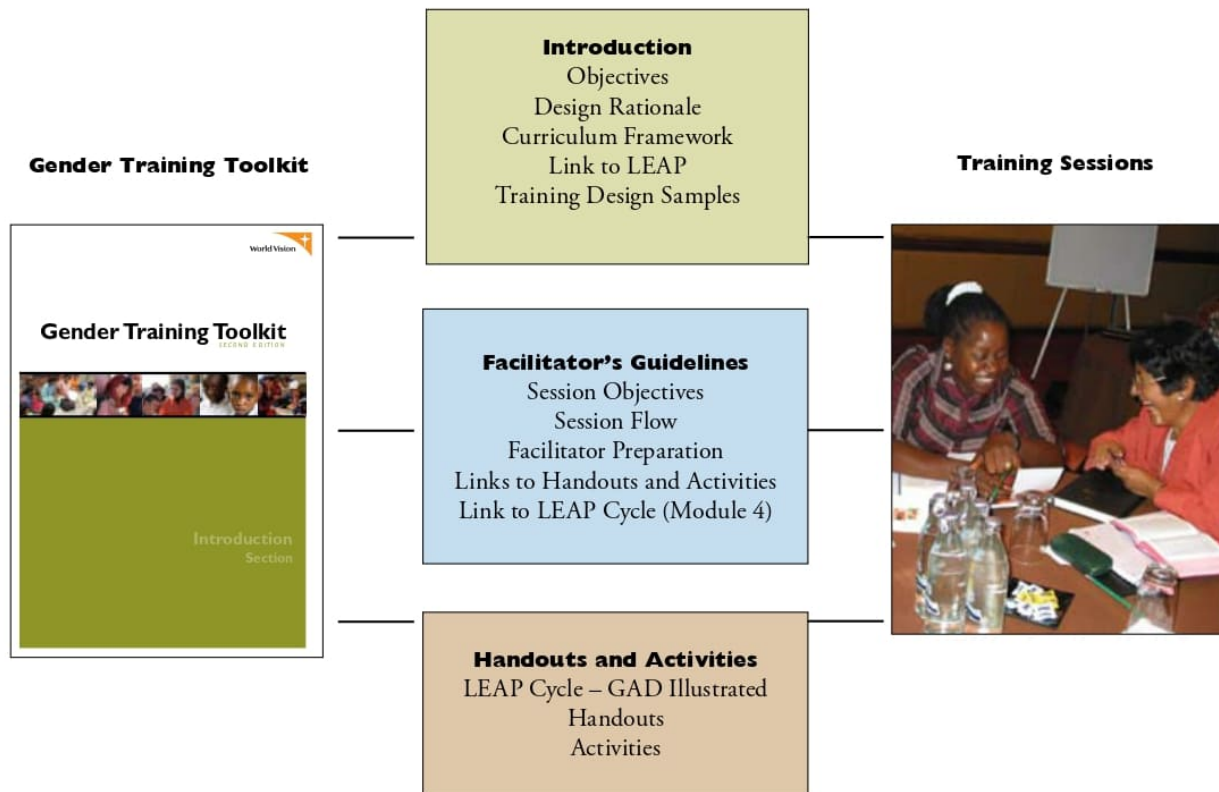 Gender Training Toolkit
World Vision
Gender Training Toolkit
SECOND EDITION
Introduction
Section
Introduction
Objectives
Design Rationale
Curriculum Framework
Link to LEAP
Training Design Samples
Facilitator’s Guidelines
Session Objectives
Session Flow
Facilitator Preparation
Links to Handouts and Activities
Link to LEAP Cycle (Module 4)
Handouts and Activities
LEAP Cycle – GAD Illustrated
Handouts
Activities
Training Sessions